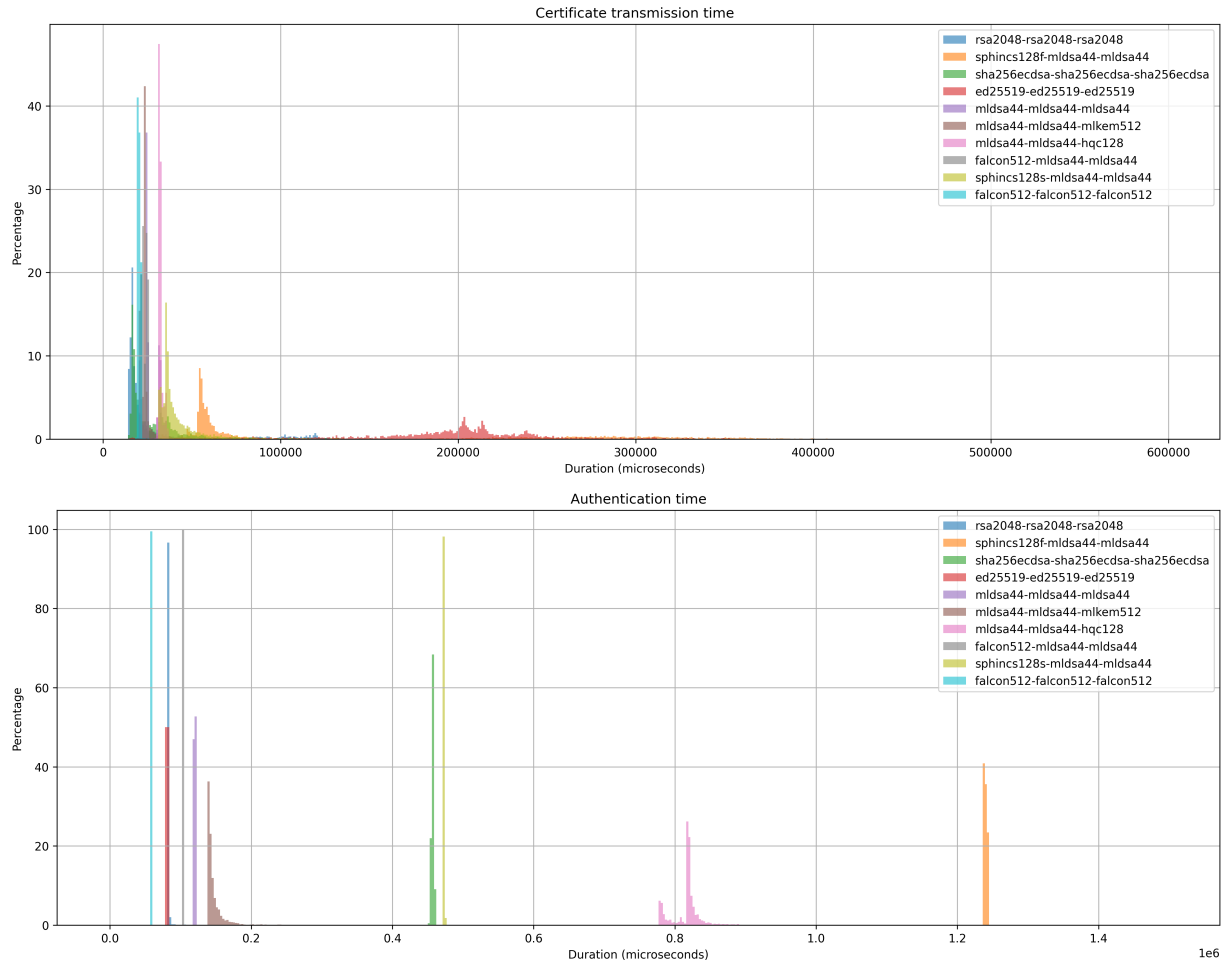 Certificate transmission time
rsa2048-rsa2048-rsa2048
sphincs128f-mldsa44-mldsa44
sha256ecdsa-sha256ecdsa-sha256ecdsa
ed25519-ed25519-ed25519
mldsa44-mldsa44-mldsa44
mldsa44-mldsa44-mlkem512
mldsa44-mldsa44-hqc128
falcon512-mldsa44-mldsa44
sphincs128s-mldsa44-mldsa44
falcon512-falcon512-falcon512
Percentage
40
30
20
10
0
0 100000 200000 300000 400000 500000 600000
Duration (microseconds)
Authentication time
rsa2048-rsa2048-rsa2048
sphincs128f-mldsa44-mldsa44
sha256ecdsa-sha256ecdsa-sha256ecdsa
ed25519-ed25519-ed25519
mldsa44-mldsa44-mldsa44
mldsa44-mldsa44-mlkem512
mldsa44-mldsa44-hqc128
falcon512-mldsa44-mldsa44
sphincs128s-mldsa44-mldsa44
falcon512-falcon512-falcon512
Percentage
100
80
60
40
20
0
0.0 0.2 0.4 0.6 0.8 1.0 1.2 1.4
1e6
Duration (microseconds)